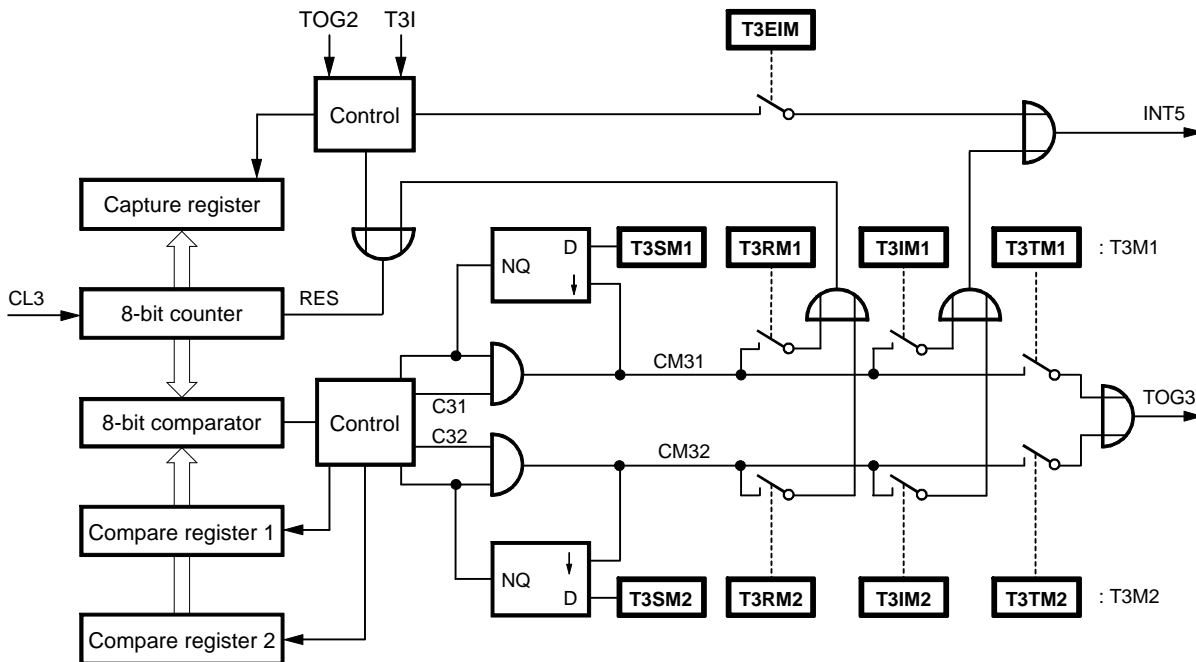 TOG2
T3I
T3EIM
Control
INT5
Capture register
D
T3SM1
T3RM1
T3IM1
T3TM1
: T3M1
NQ
CL3
8-bit counter
RES
CM31
C31
8-bit comparator
Control
TOG3
C32
CM32
Compare register 1
NQ
D
T3SM2
T3RM2
T3IM2
T3TM2
: T3M2
Compare register 2